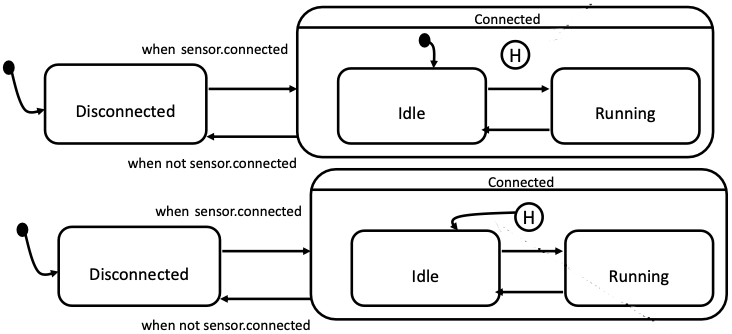 Connected
when sensor.connected
H
Disconnected
Idle
Running
when not sensor.connected
Connected
when sensor.connected
H
Disconnected
Idle
Running
when not sensor.connected